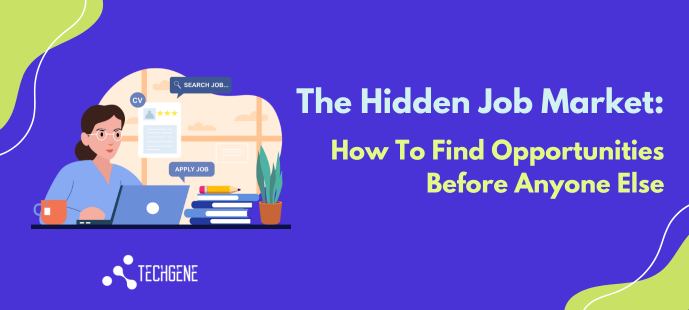 SEARCH JOB...
CV
APPLY JOB
The Hidden Job Market:
How To Find Opportunities
Before Anyone Else
TECHGENE